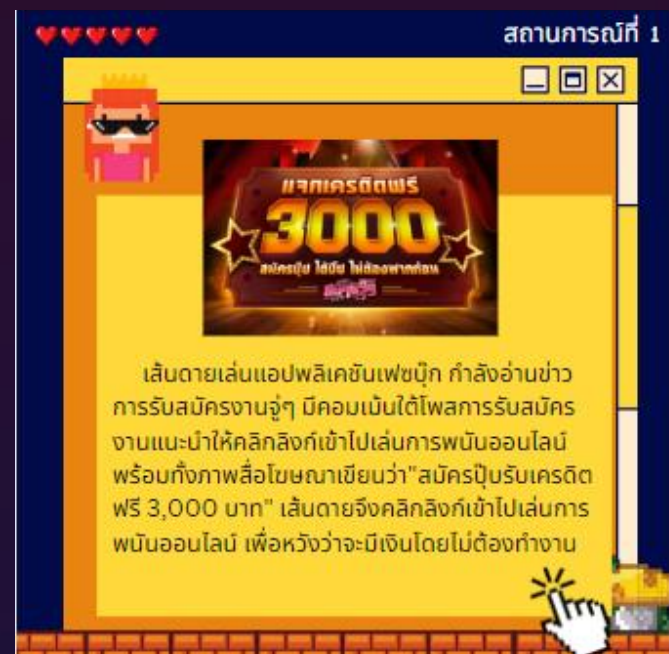 สถานการณ์ที่ 1
แจกเครดิตฟรี
3000
สมัครปุ๊บ ได้ปั๊บ ไม่ต้องฝากก่อน
เส้นดายเล่นแอปพลิเคชันเฟซบุ๊ก กำลังอ่านข่าว
การรับสมัครงานจู่ๆ มีคอมเม้นใต้โพสการรับสมัคร
งานแนะนำให้คลิกลิงก์เข้าไปเล่นการพนันออนไลน์
พร้อมทั้งภาพสื่อโฆษณาเขียนว่า"สมัครปุ๊บรับเครดิต
ฟรี 3,000 บาท" เส้นดายจึงคลิกลิงก์เข้าไปเล่นการ
พนันออนไลน์ เพื่อหวังว่าจะมีเงินโดยไม่ต้องทำงาน